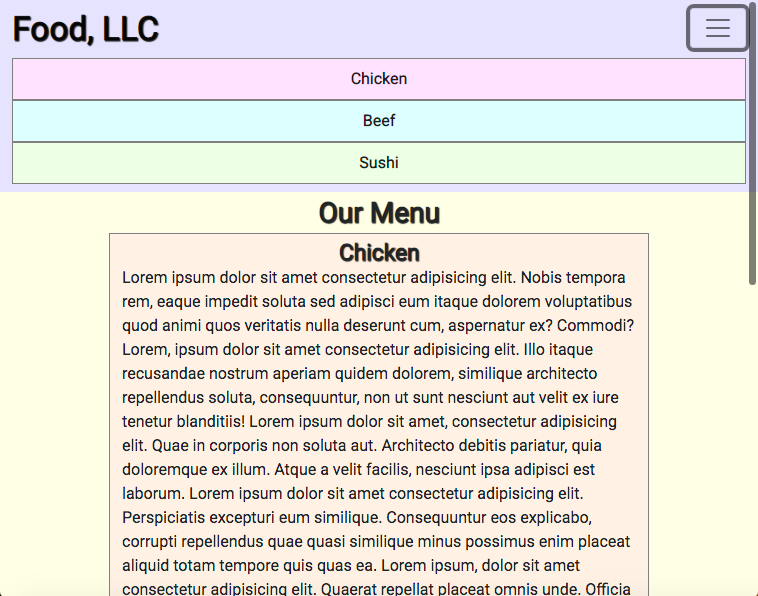 Food, LLC
Chicken
Beef
Sushi
Our Menu
Chicken
Lorem ipsum dolor sit amet consectetur adipisicing elit. Nobis tempora
rem, eaque impedit soluta sed adipisci eum itaque dolorem voluptatibus
quod animi quos veritatis nulla deserunt cum, aspernatur ex? Commodi?
Lorem, ipsum dolor sit amet consectetur adipisicing elit. Illo itaque
recusandae nostrum aperiam quidem dolorem, similique architecto
repellendus soluta, consequuntur, non ut sunt nesciunt aut velit ex iure
tenetur blanditiis! Lorem ipsum dolor sit amet, consectetur adipisicing
elit. Quae in corporis non soluta aut. Architecto debitis pariatur, quia
doloremque ex illum. Atque a velit facilis, nesciunt ipsa adipisci est
laborum. Lorem ipsum dolor sit amet consectetur adipisicing elit.
Perspiciatis excepturi eum similique. Consequuntur eos explicabo,
corrupti repellendus quae quasi similique minus possimus enim placeat
aliquid totam tempore quis quas ea. Lorem ipsum, dolor sit amet
consectetur adipisicing elit. Quaerat repellat placeat omnis unde. Officia